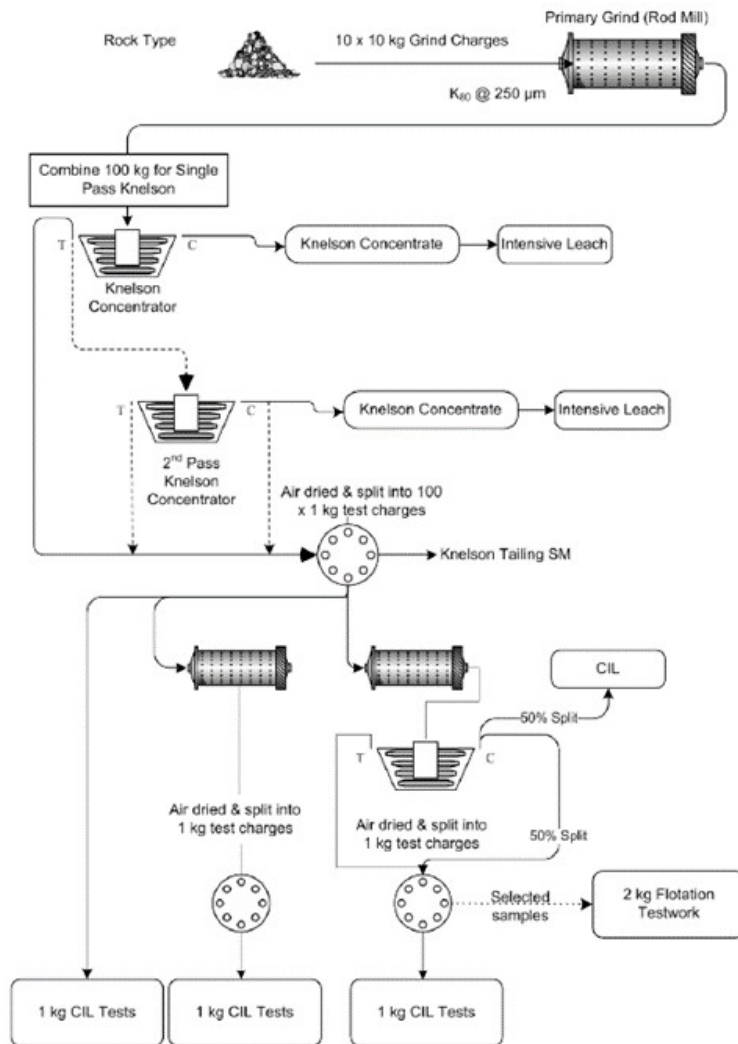 Primary Grind (Rod Mill)
Rock Type
10 x 10 kg Grind Charges
K80 @ 250 µm
Combine 100 kg for Single
Pass Knelson
T
C
Knelson Concentrate
Intensive Leach
Knelson
Concentrator
T
C
Knelson Concentrate
Intensive Leach
2nd Pass
Knelson
Concentrator
Air dried & split into 100
x 1 kg test charges
Knelson Tailing SM
CIL
50% Split
T
C
Air dried & split into
1 kg test charges
Air dried & split into
1 kg test charges
50% Split
Selected
samples
2 kg Flotation
Testwork
1 kg CIL Tests
1 kg CIL Tests
1 kg CIL Tests